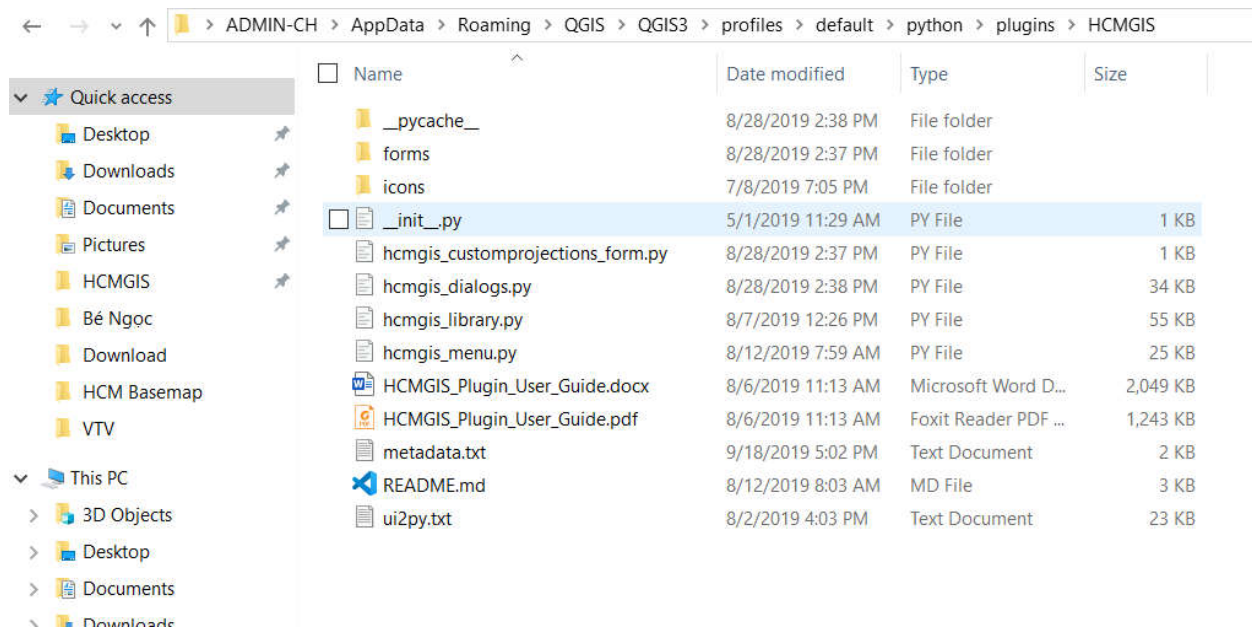 ADMIN-CH > AppData > Roaming > QGIS > QGIS3 > profiles > default > python > plugins > HCMGIS
Name Date modified Type Size
Quick access
Desktop
Downloads
Documents
Pictures
HCMGIS
Bé Ngọc
Download
HCM Basemap
VTV
This PC
3D Objects
Desktop
Documents
Downloads
__pycache__ 8/28/2019 2:38 PM File folder
forms 8/28/2019 2:37 PM File folder
icons 7/8/2019 7:05 PM File folder
__init__.py 5/1/2019 11:29 AM PY File 1 KB
hcmgis_customprojections_form.py 8/28/2019 2:37 PM PY File 1 KB
hcmgis_dialogs.py 8/28/2019 2:38 PM PY File 34 KB
hcmgis_library.py 8/7/2019 12:26 PM PY File 55 KB
hcmgis_menu.py 8/12/2019 7:59 AM PY File 25 KB
HCMGIS_Plugin_User_Guide.docx 8/6/2019 11:13 AM Microsoft Word D... 2,049 KB
HCMGIS_Plugin_User_Guide.pdf 8/6/2019 11:13 AM Foxit Reader PDF ... 1,243 KB
metadata.txt 9/18/2019 5:02 PM Text Document 2 KB
README.md 8/12/2019 8:03 AM MD File 3 KB
ui2py.txt 8/2/2019 4:03 PM Text Document 23 KB